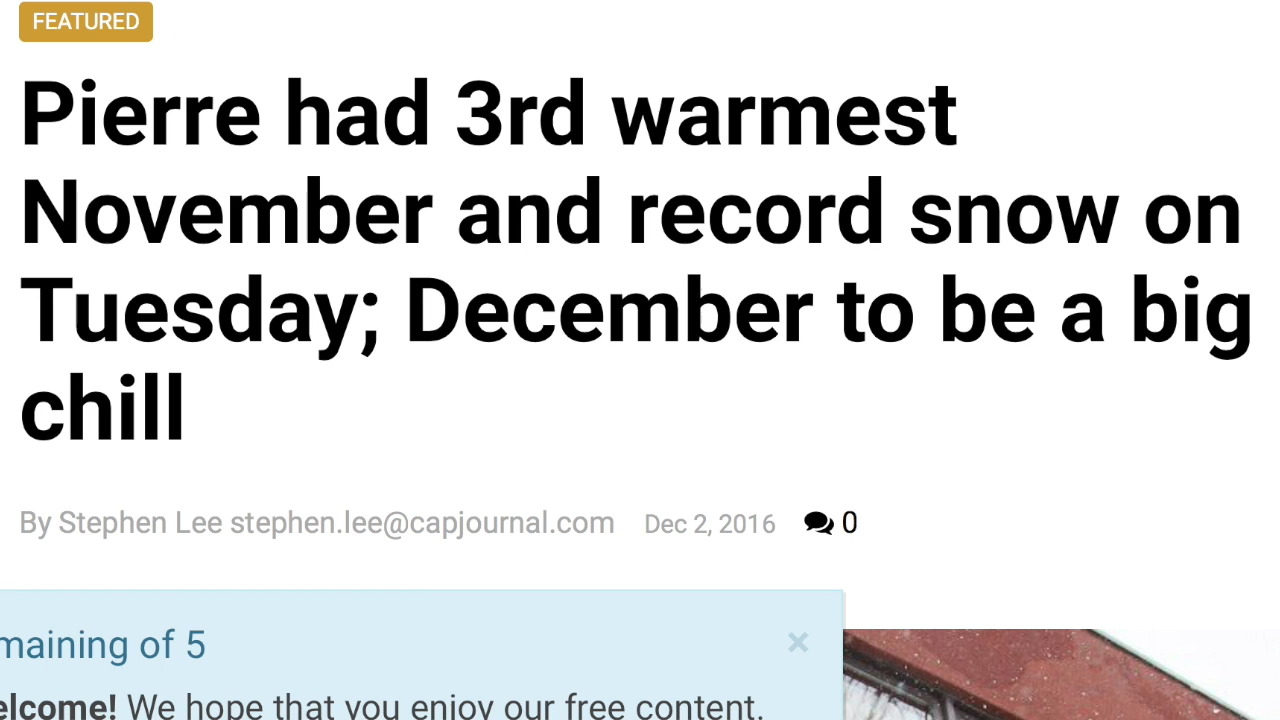 FEATURED
Pierre had 3rd warmest
November and record snow on
Tuesday; December to be a big
chill
By Stephen Lee stephen.lee@capjournal.com Dec 2, 2016 0
maining of 5 ×
elcome! We hope that you enjoy our free content.